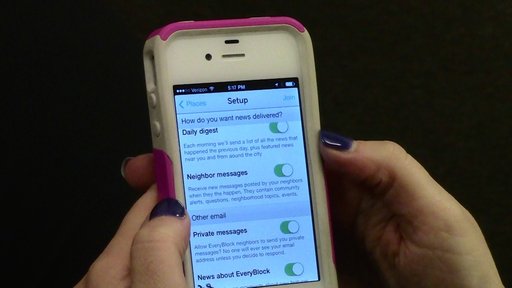 Verizon 5:17 PM
Places Setup Join
How do you want news delivered?
Daily digest
Each morning we'll send a list of all the news that
happened the previous day, plus featured news
near you and from around the city
Neighbor messages
Receive new messages posted by your neighbors
when they happen. They contain community
alerts, questions, neighborhood topics, events.
Other email
Private messages
Allow EveryBlock neighbors to send you private
messages? No one will ever see your email
address unless you decide to respond.
News about EveryBlock